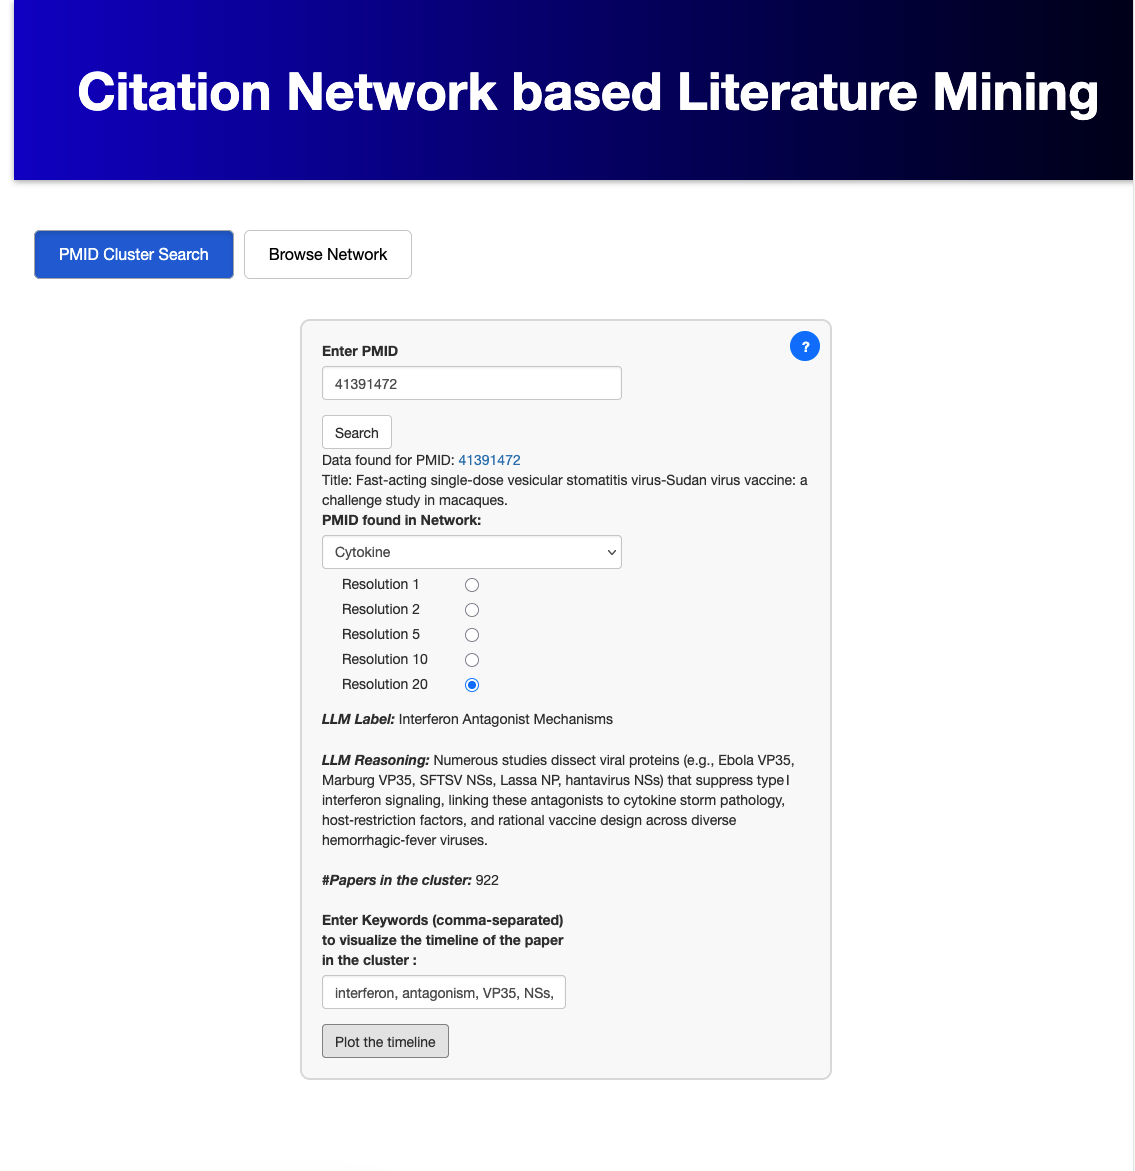 Citation Network based Literature Mining
PMID Cluster Search
Browse Network
?
Enter PMID
41391472
Search
Data found for PMID: 41391472
Title: Fast-acting single-dose vesicular stomatitis virus-Sudan virus vaccine: a
challenge study in macaques.
PMID found in Network:
Cytokine
Resolution 1
Resolution 2
Resolution 5
Resolution 10
Resolution 20
LLM Label: Interferon Antagonist Mechanisms
LLM Reasoning: Numerous studies dissect viral proteins (e.g., Ebola VP35,
Marburg VP35, SFTSV NSs, Lassa NP, hantavirus NSs) that suppress type I
interferon signaling, linking these antagonists to cytokine storm pathology,
host-restriction factors, and rational vaccine design across diverse
hemorrhagic-fever viruses.
#Papers in the cluster: 922
Enter Keywords (comma-separated)
to visualize the timeline of the paper
in the cluster :
interferon, antagonism, VP35, NSs,
Plot the timeline